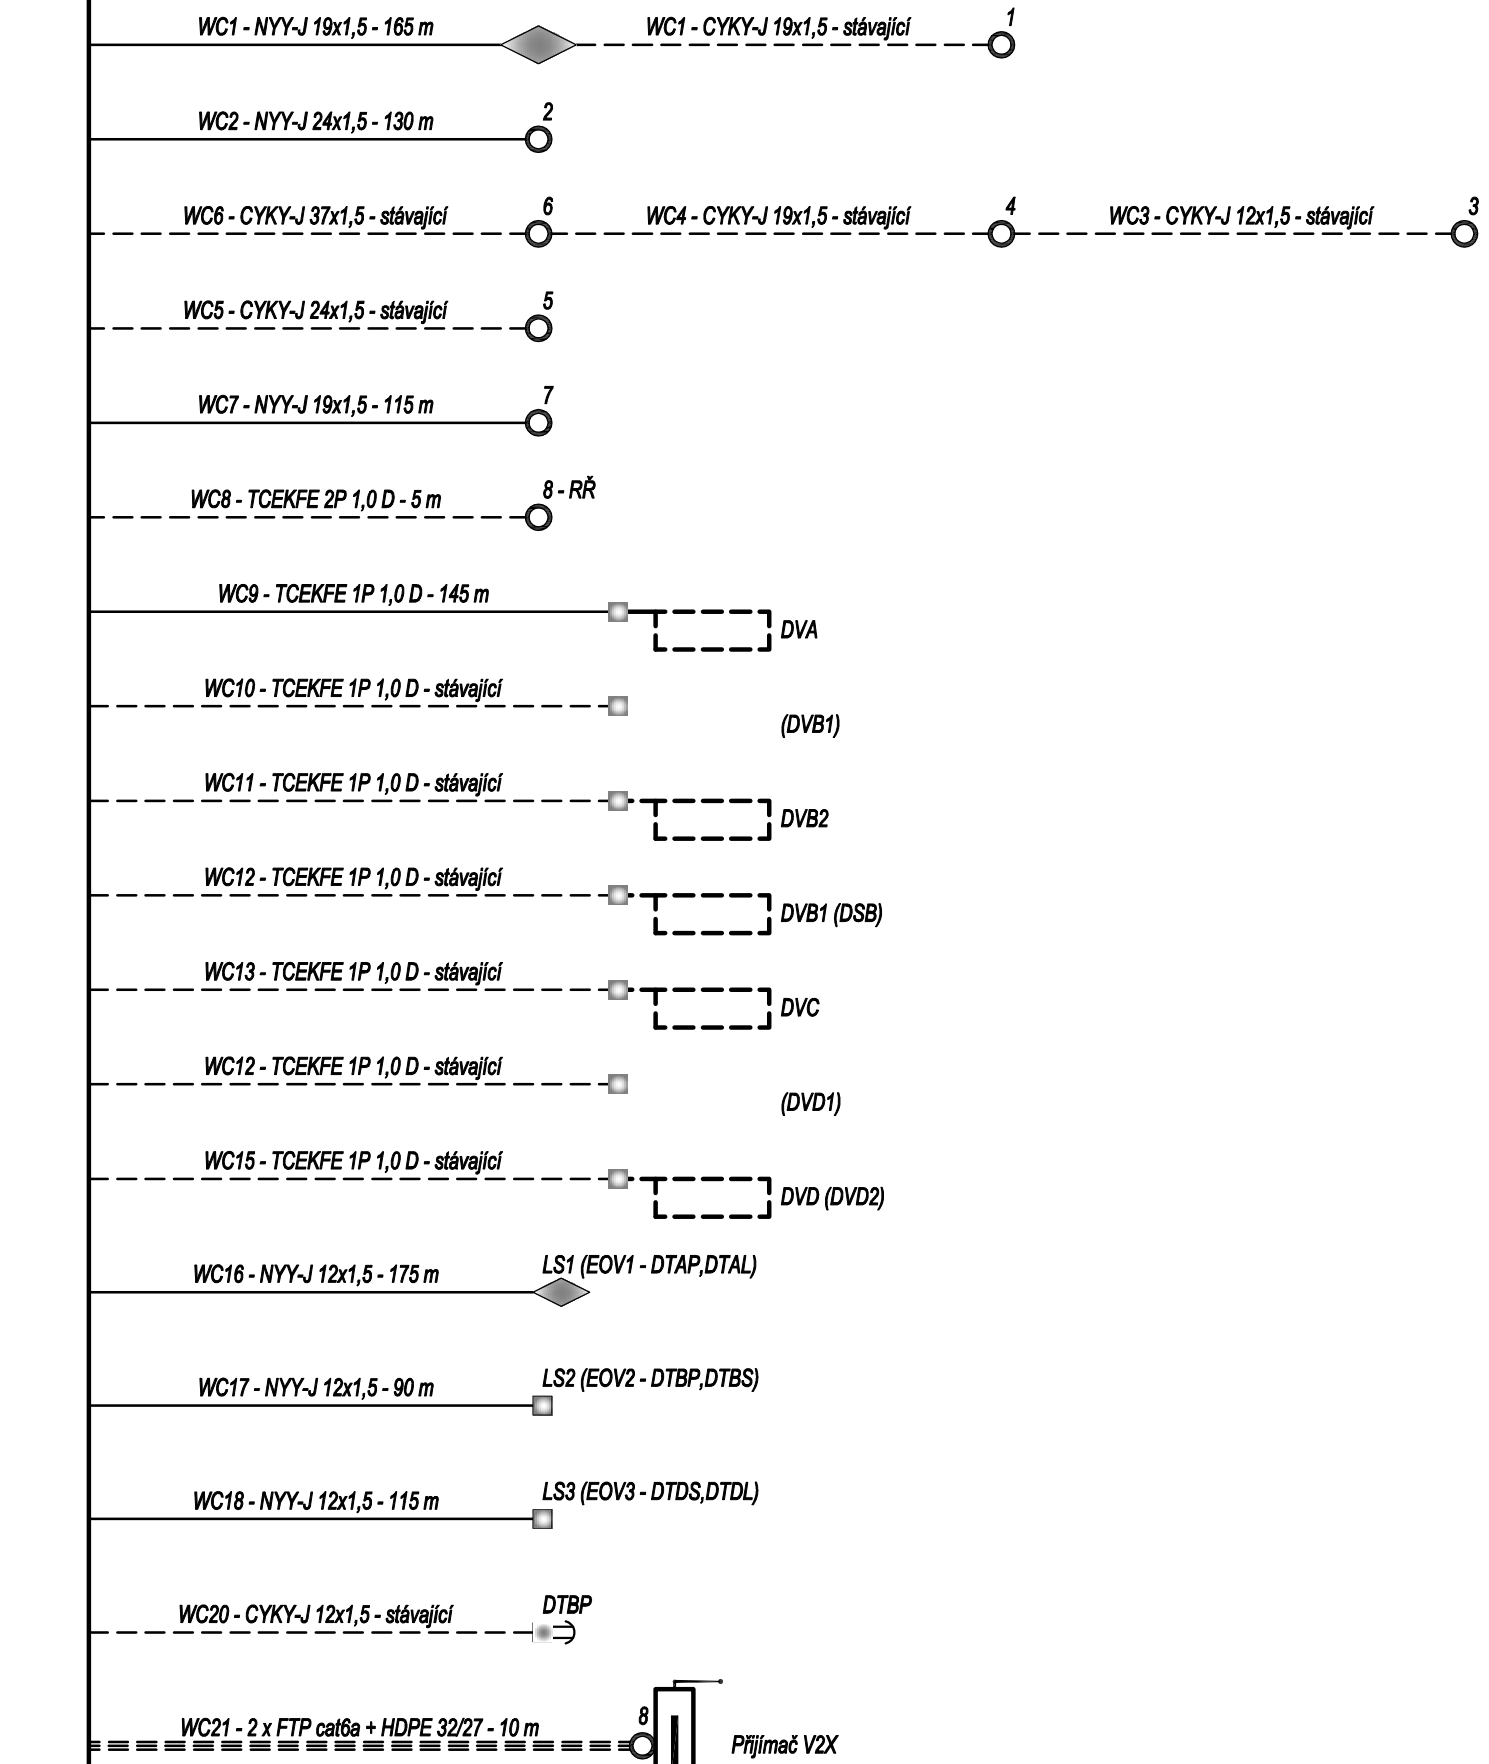 WC1 - NYY-J 19x1,5 - 165 m
WC1 - CYKY-J 19x1,5 - stávající
1
WC2 - NYY-J 24x1,5 - 130 m
2
WC6 - CYKY-J 37x1,5 - stávající
6
WC4 - CYKY-J 19x1,5 - stávající
4
WC3 - CYKY-J 12x1,5 - stávající
3
WC5 - CYKY-J 24x1,5 - stávající
5
WC7 - NYY-J 19x1,5 - 115 m
7
WC8 - TCEKFE 2P 1,0 D - 5 m
8 - RŘ
WC9 - TCEKFE 1P 1,0 D - 145 m
DVA
WC10 - TCEKFE 1P 1,0 D - stávající
(DVB1)
WC11 - TCEKFE 1P 1,0 D - stávající
DVB2
WC12 - TCEKFE 1P 1,0 D - stávající
DVB1 (DSB)
WC13 - TCEKFE 1P 1,0 D - stávající
DVC
WC12 - TCEKFE 1P 1,0 D - stávající
(DVD1)
WC15 - TCEKFE 1P 1,0 D - stávající
DVD (DVD2)
WC16 - NYY-J 12x1,5 - 175 m
LS1 (EOV1 - DTAP,DTAL)
WC17 - NYY-J 12x1,5 - 90 m
LS2 (EOV2 - DTBP,DTBS)
WC18 - NYY-J 12x1,5 - 115 m
LS3 (EOV3 - DTDS,DTDL)
WC20 - CYKY-J 12x1,5 - stávající
DTBP
WC21 - 2 x FTP cat6a + HDPE 32/27 - 10 m
8
Přijímač V2X